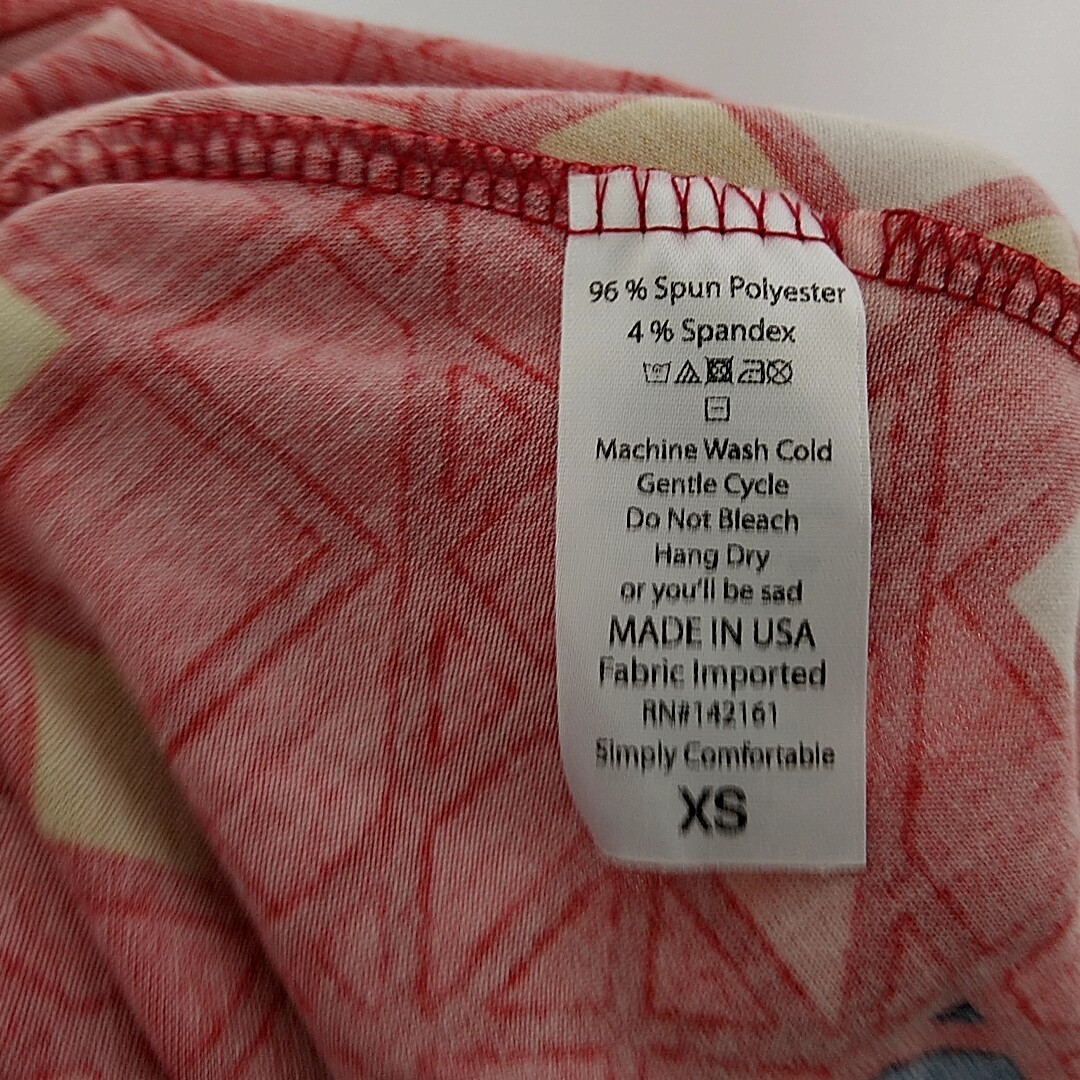 96 % Spun Polyester
4 % Spandex
Machine Wash Cold
Gentle Cycle
Do Not Bleach
Hang Dry
or you'll be sad
MADE IN USA
Fabric Imported
RN#142161
Simply Comfortable
XS